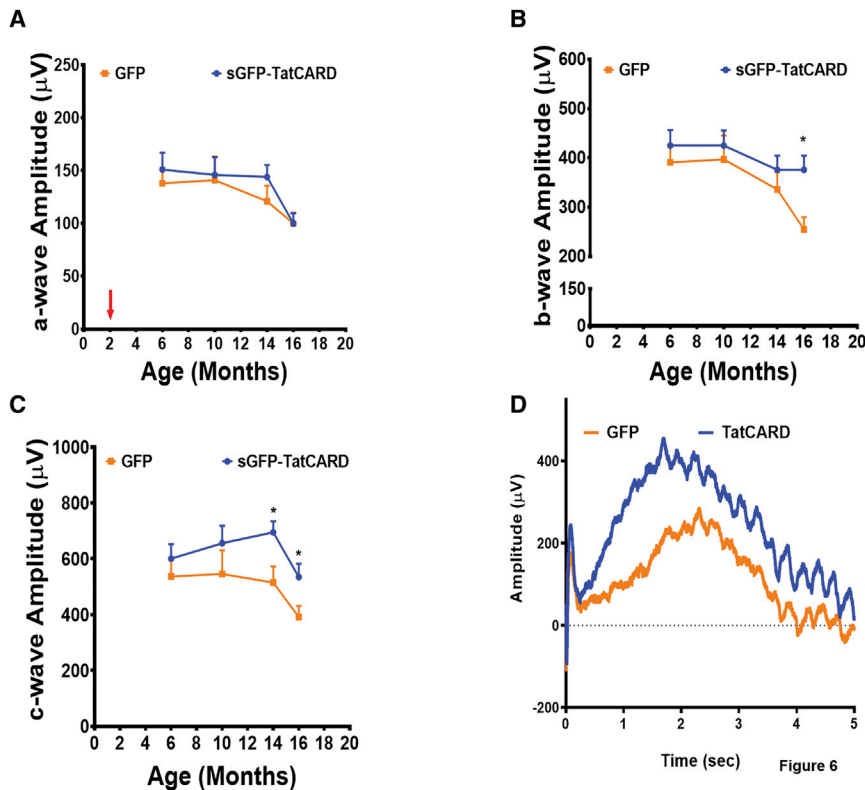 A
a-wave Amplitude (μV)
250
200
150
100
50
0
GFP
sGFP-TatCARD
0 2 4 6 8 10 12 14 16 18 20
Age (Months)
B
b-wave Amplitude (μV)
600
500
400
300
200
150
0
GFP
sGFP-TatCARD
*
0 2 4 6 8 10 12 14 16 18 20
Age (Months)
C
c-wave Amplitude (μV)
1000
800
600
400
200
0
GFP
sGFP-TatCARD
*
*
0 2 4 6 8 10 12 14 16 18 20
Age (Months)
D
Amplitude (μV)
400
200
0
-200
GFP
TatCARD
0 1 2 3 4 5
Time (sec)
Figure 6